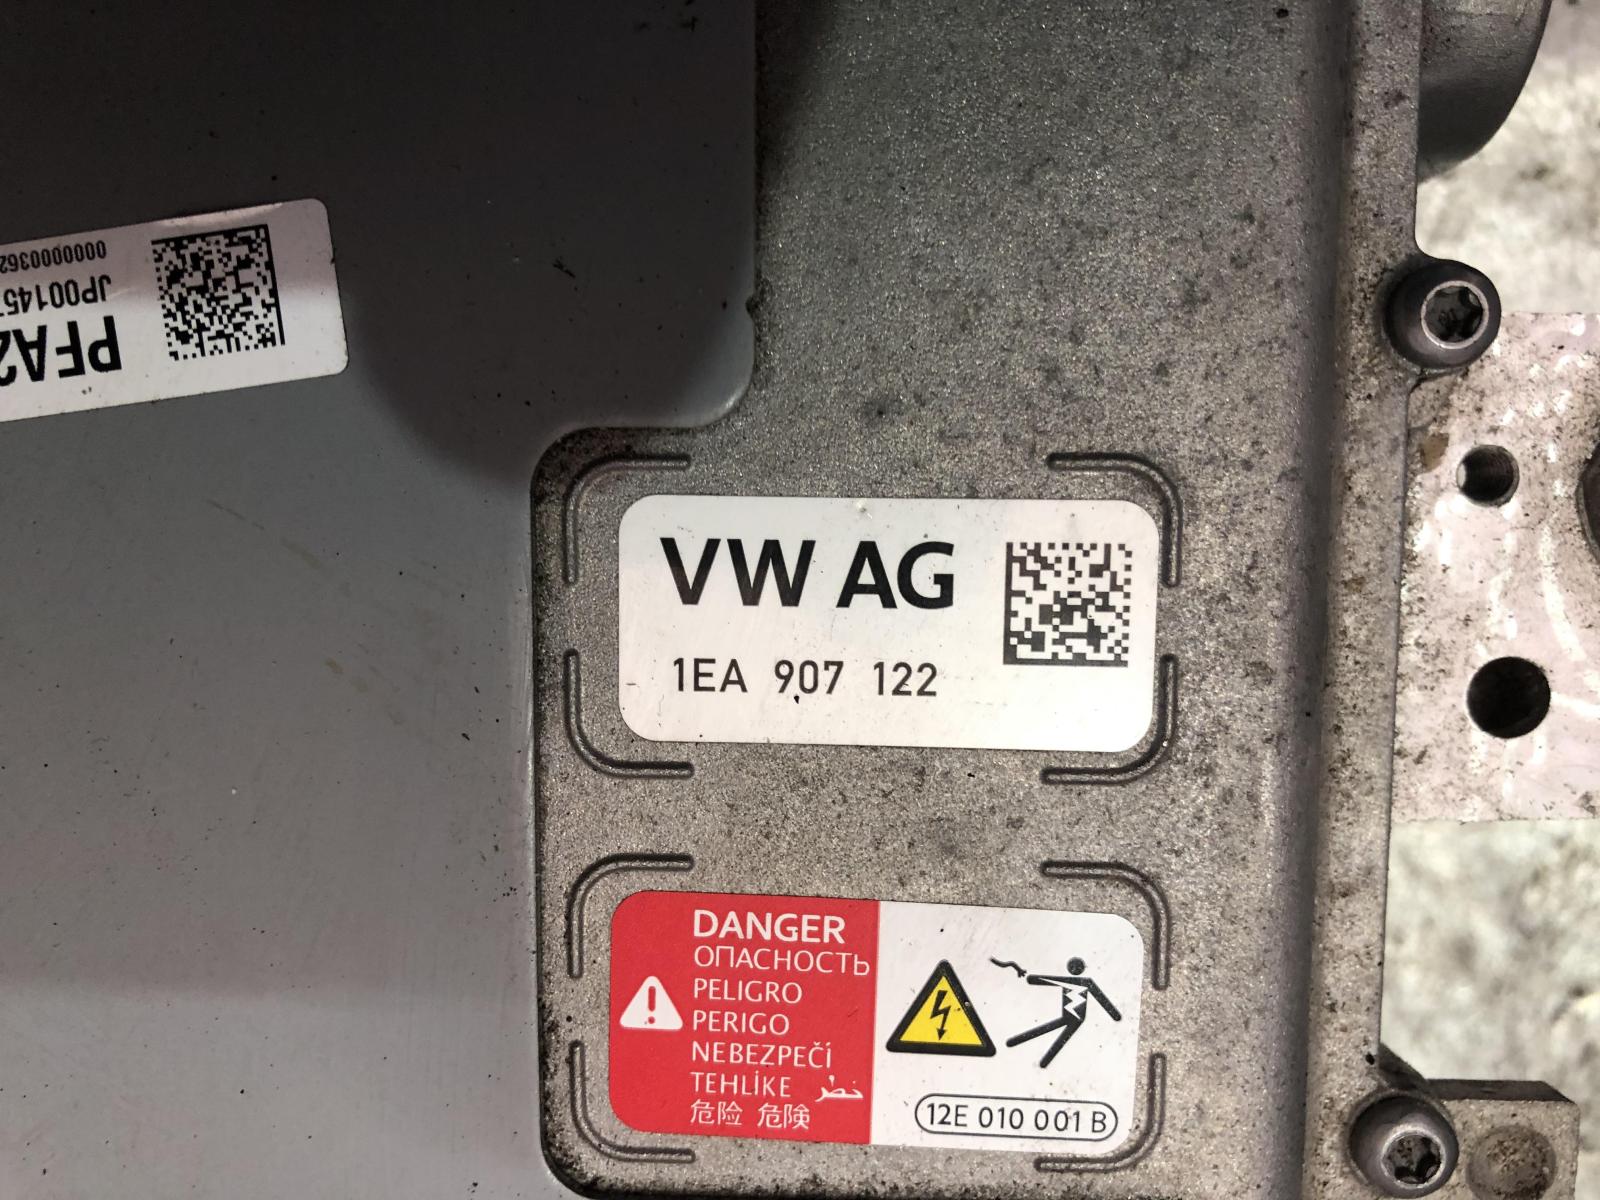 PFA2
JP00145
0000000362
VW AG
1EA 907 122
DANGER
ОПАСНОСТЬ
PELIGRO
PERIGO
NEBEZPEČÍ
TEHLİKE خطر
危险 危険
12E 010 001 B